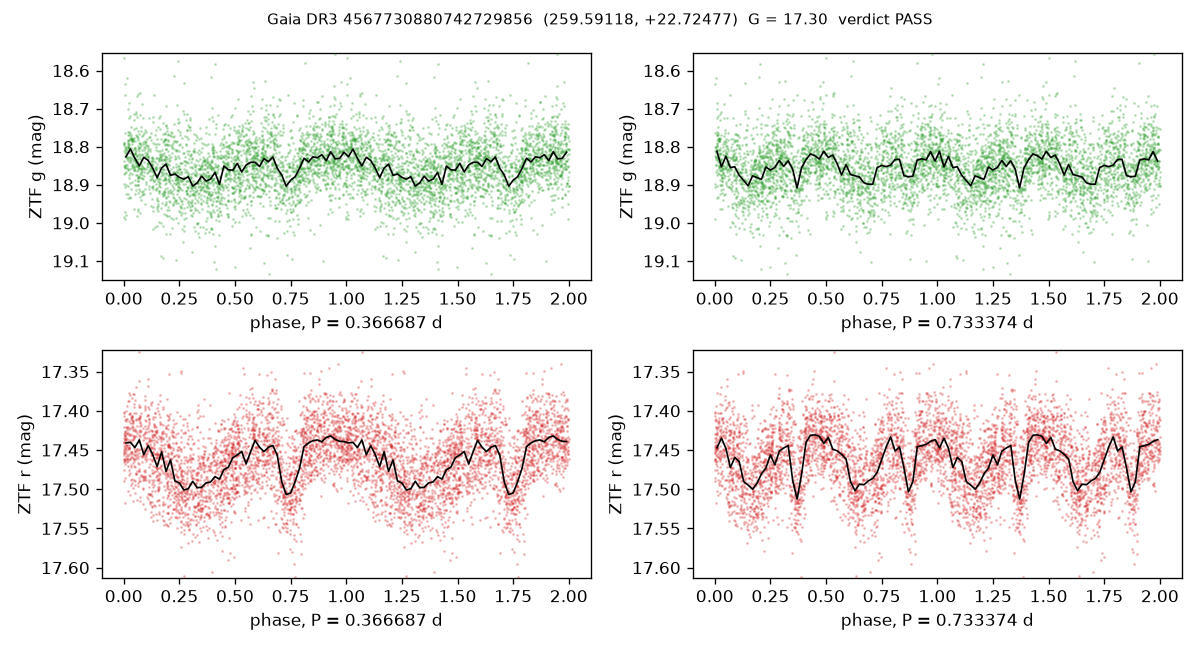 Gaia DR3 4567730880742729856 (259.59118, +22.72477) G = 17.30 verdict PASS
ZTF g (mag)
18.6
18.7
18.8
18.9
19.0
19.1
0.00 0.25 0.50 0.75 1.00 1.25 1.50 1.75 2.00
phase, P = 0.366687 d
ZTF g (mag)
18.6
18.7
18.8
18.9
19.0
19.1
0.00 0.25 0.50 0.75 1.00 1.25 1.50 1.75 2.00
phase, P = 0.733374 d
ZTF r (mag)
17.35
17.40
17.45
17.50
17.55
17.60
0.00 0.25 0.50 0.75 1.00 1.25 1.50 1.75 2.00
phase, P = 0.366687 d
ZTF r (mag)
17.35
17.40
17.45
17.50
17.55
17.60
0.00 0.25 0.50 0.75 1.00 1.25 1.50 1.75 2.00
phase, P = 0.733374 d